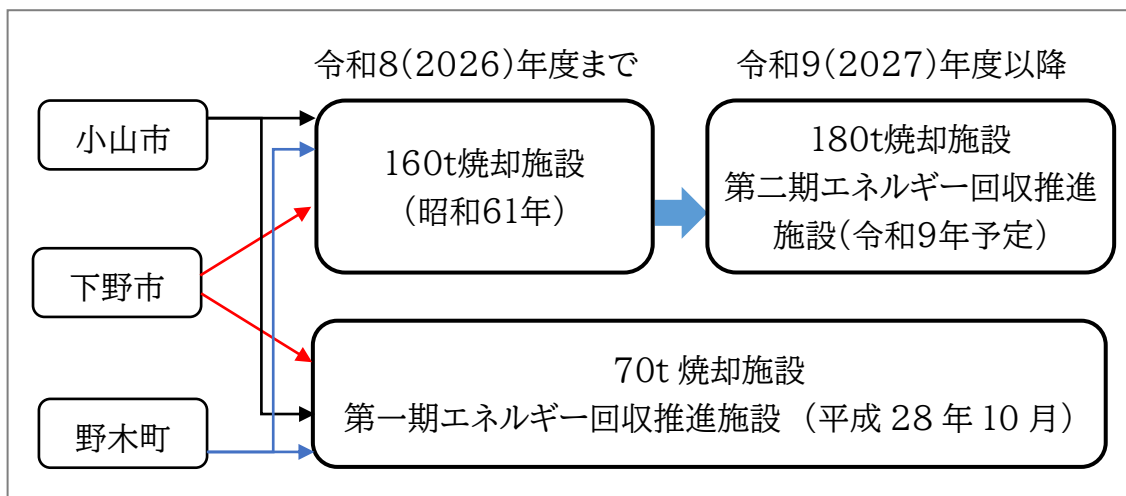 令和8(2026)年度まで
令和9(2027)年度以降
小山市
下野市
野木町
160t焼却施設
(昭和61年)
180t焼却施設
第二期エネルギー回収推進
施設(令和9年予定)
70t 焼却施設
第一期エネルギー回収推進施設 (平成 28 年 10 月)